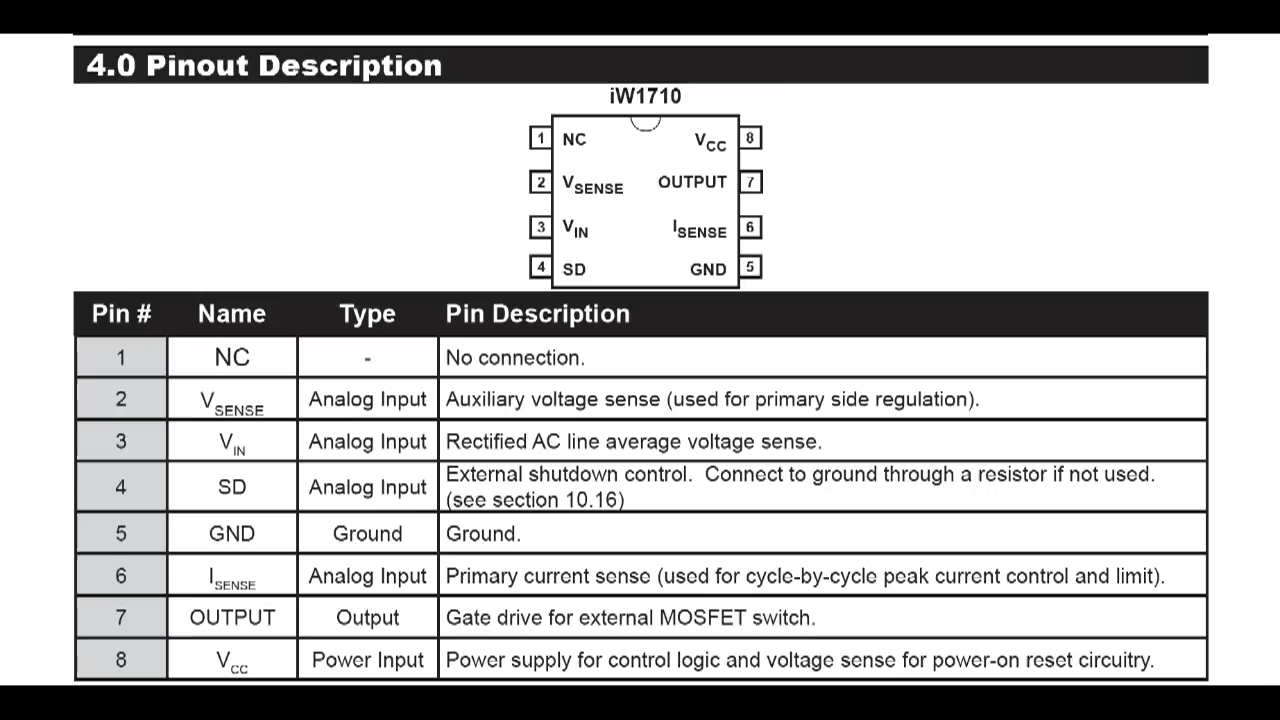 4.0 Pinout Description
iW1710
1 NC VCC 8
2 VSENSE OUTPUT 7
3 VIN ISENSE 6
4 SD GND 5
Pin # Name Type Pin Description
1 NC - No connection.
2 VSENSE Analog Input Auxiliary voltage sense (used for primary side regulation).
3 VIN Analog Input Rectified AC line average voltage sense.
4 SD Analog Input External shutdown control. Connect to ground through a resistor if not used.
(see section 10.16)
5 GND Ground Ground.
6 ISENSE Analog Input Primary current sense (used for cycle-by-cycle peak current control and limit).
7 OUTPUT Output Gate drive for external MOSFET switch.
8 VCC Power Input Power supply for control logic and voltage sense for power-on reset circuitry.